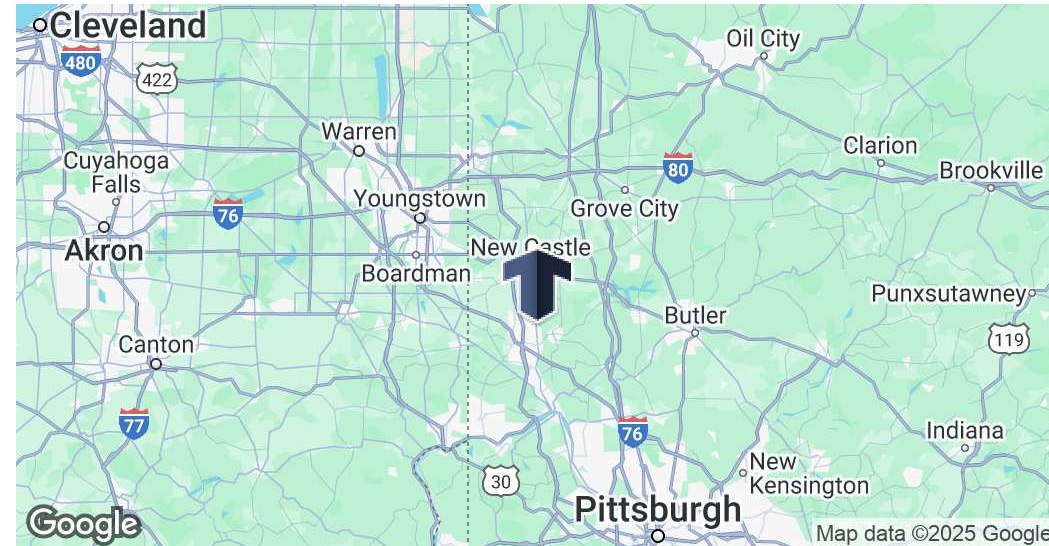 Cleveland
480
422
Oil City
Warren
Clarion
Cuyahoga
Falls
80
Brookville
Youngstown
76
Grove City
Akron
New Castle
Boardman
Punxsutawney
Butler
119
Canton
77
76
Indiana
30
New
Kensington
Pittsburgh
Google
Map data ©2025 Google